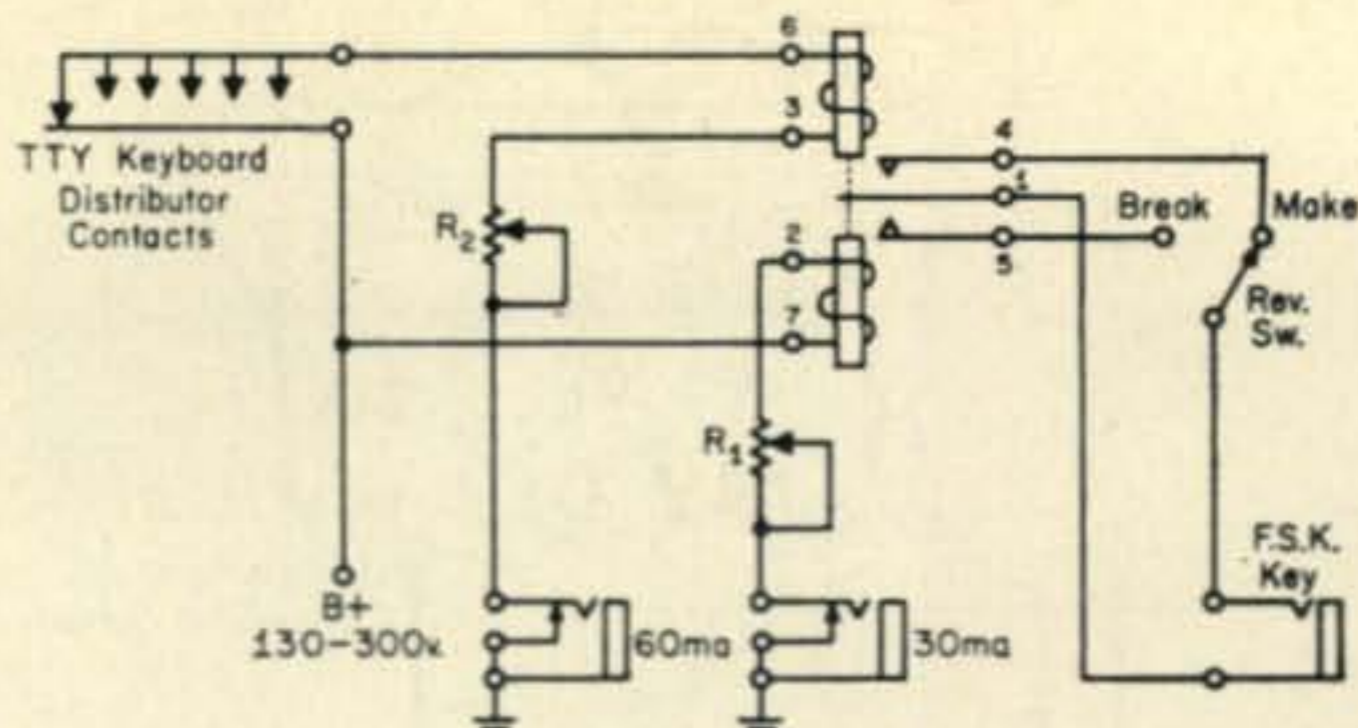 6
3
TTY Keyboard
Distributor
Contacts
4
1
Break
Make
R2
2
5
7
Rev.
Sw.
R1
F.S.K.
Key
B+
130-300v
60ma
30ma